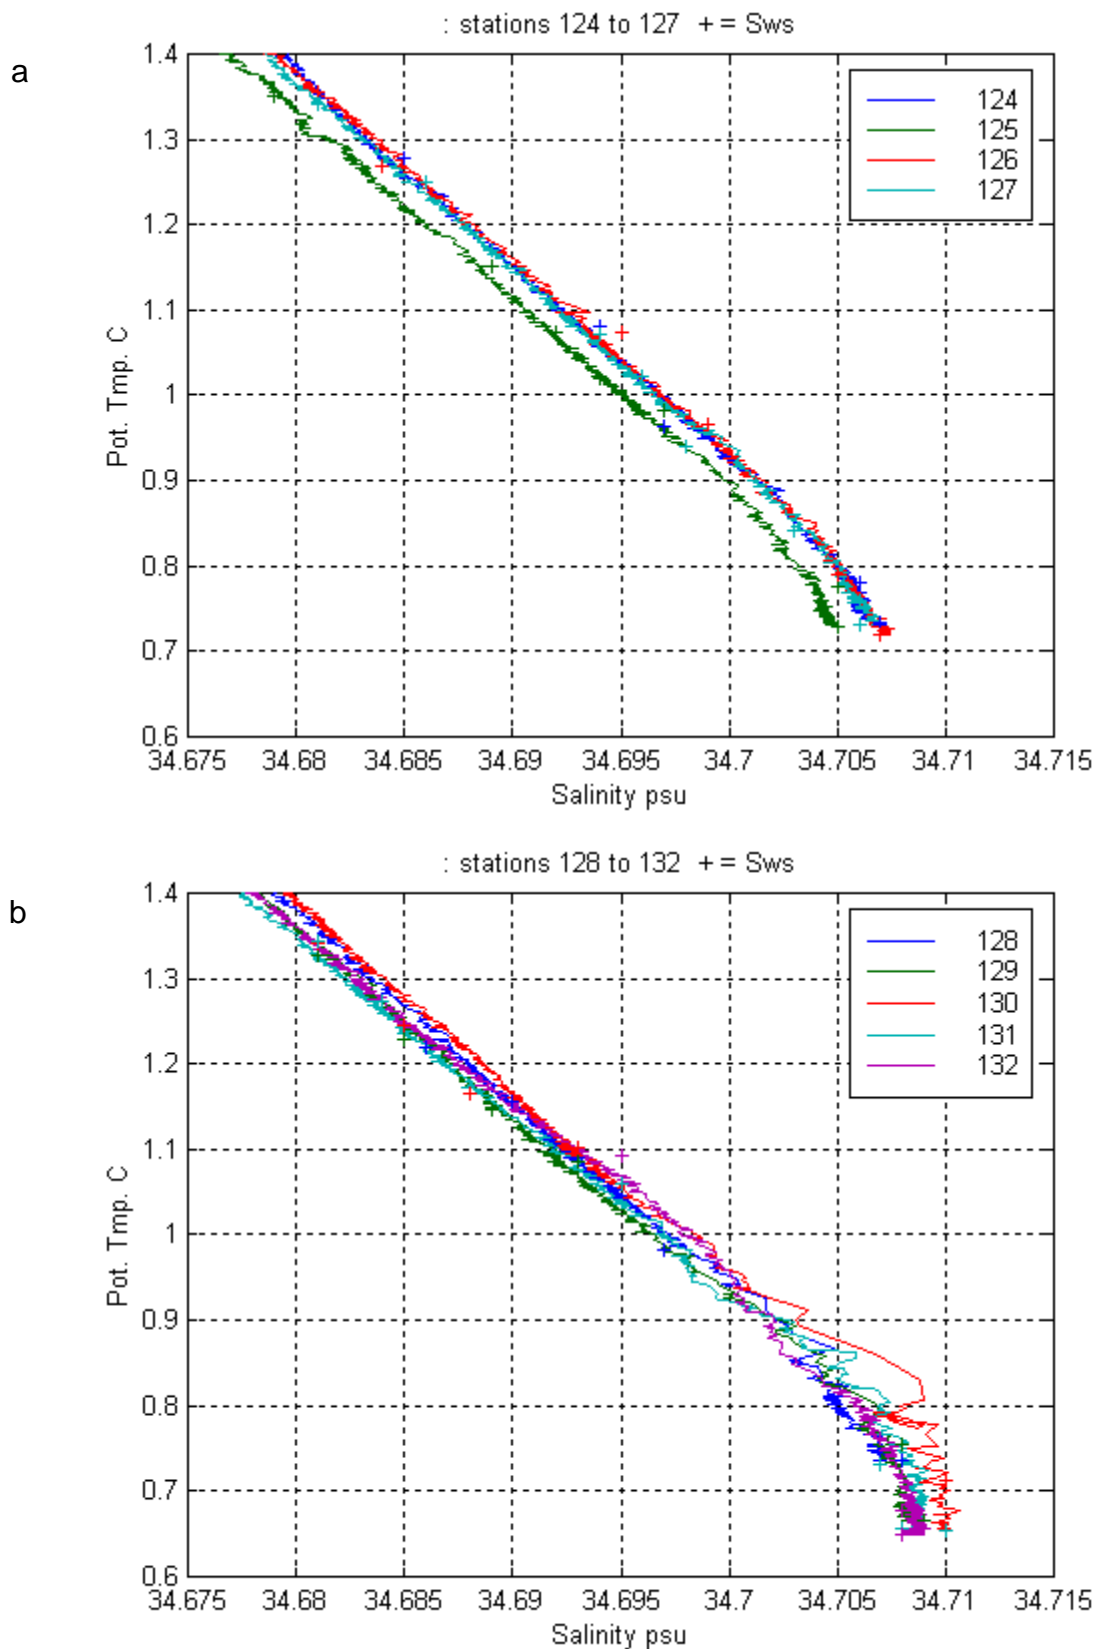 : stations 124 to 127 + = Sws
a
1.4
1.3
1.2
1.1
1
0.9
0.8
0.7
0.6
Pot. Tmp. C
124
125
126
127
34.675 34.68 34.685 34.69 34.695 34.7 34.705 34.71 34.715
Salinity psu
: stations 128 to 132 + = Sws
b
1.4
1.3
1.2
1.1
1
0.9
0.8
0.7
0.6
Pot. Tmp. C
128
129
130
131
132
34.675 34.68 34.685 34.69 34.695 34.7 34.705 34.71 34.715
Salinity psu